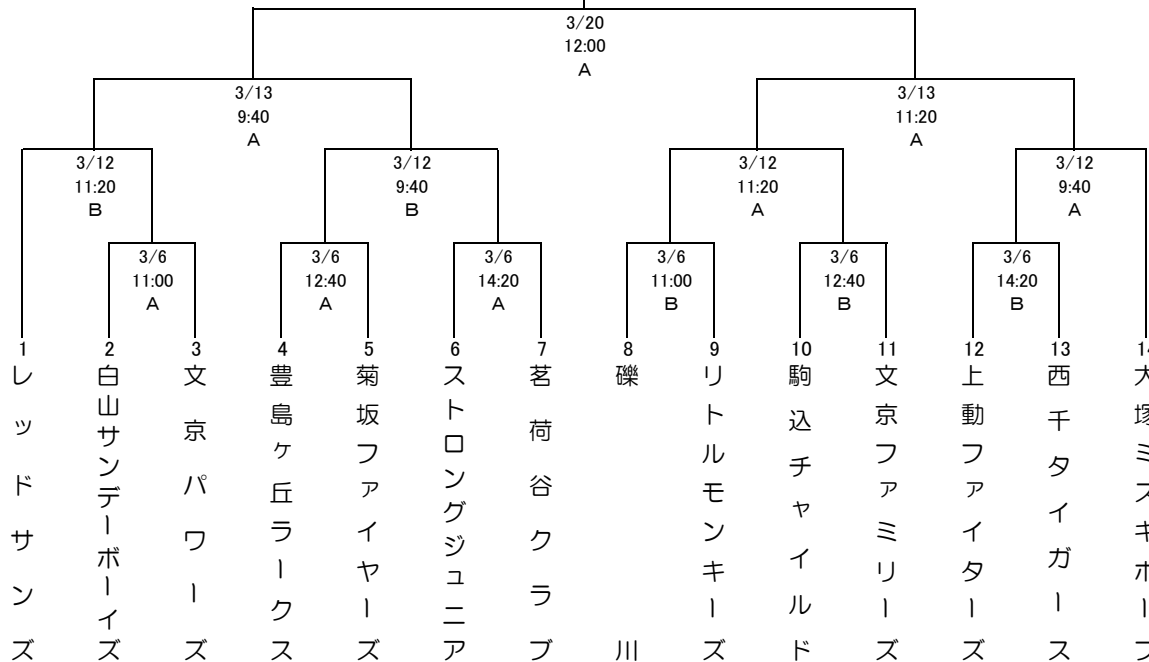 3/20
12:00
A
3/13
9:40
A
3/13
11:20
A
3/12
11:20
B
3/12
9:40
B
3/12
11:20
A
3/12
9:40
A
3/6
11:00
A
3/6
12:40
A
3/6
14:20
A
3/6
11:00
B
3/6
12:40
B
3/6
14:20
B
1
レッドサンズ
2
白山サンデーボーイズ
3
文京パワーズ
4
豊島ヶ丘ラークス
5
菊坂ファイヤーズ
6
ストロングジュニア
7
茗荷谷クラブ
8
礫川
9
リトルモンキーズ
10
駒込チャイルド
11
文京ファミリーズ
12
上動ファイターズ
13
西千タイガース
14